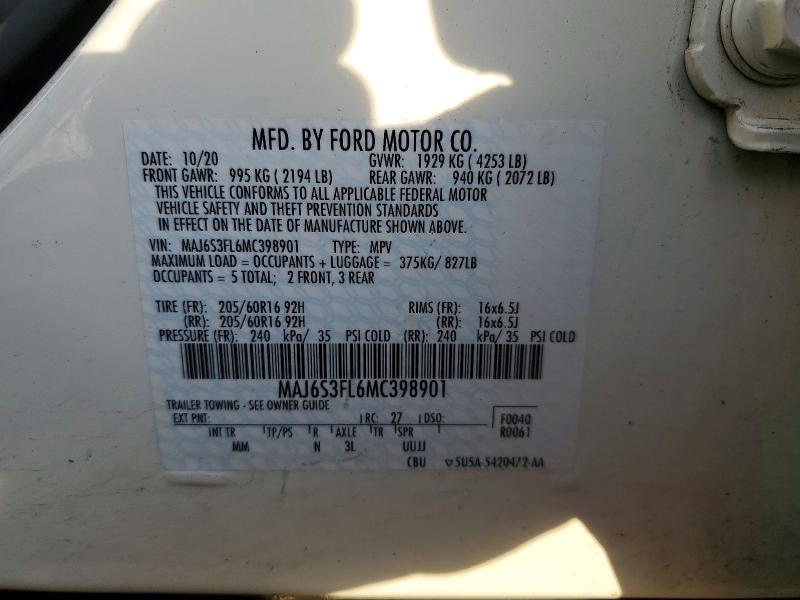 MFD. BY FORD MOTOR CO.
DATE: 10/20 GVWR: 1929 KG ( 4253 LB)
FRONT GAWR: 995 KG ( 2194 LB) REAR GAWR: 940 KG ( 2072 LB)
THIS VEHICLE CONFORMS TO ALL APPLICABLE FEDERAL MOTOR
VEHICLE SAFETY AND THEFT PREVENTION STANDARDS
IN EFFECT ON THE DATE OF MANUFACTURE SHOWN ABOVE.
VIN: MAJ6S3FL6MC398901 TYPE: MPV
MAXIMUM LOAD = OCCUPANTS + LUGGAGE = 375KG/ 827LB
OCCUPANTS = 5 TOTAL; 2 FRONT, 3 REAR
TIRE (FR): 205/60R16 92H RIMS (FR): 16x6.5J
(RR): 205/60R16 92H (RR): 16x6.5J
PRESSURE (FR): 240 kPa/ 35 PSI COLD (RR): 240 kPa/ 35 PSI COLD
MAJ6S3FL6MC398901
TRAILER TOWING - SEE OWNER GUIDE
EXT PNT: RC: 27 DSO: F0040
INT TR TP/PS R AXLE TR SPR R0061
MM N 3L UUJJ
CBU 5U5A-5420472-AA